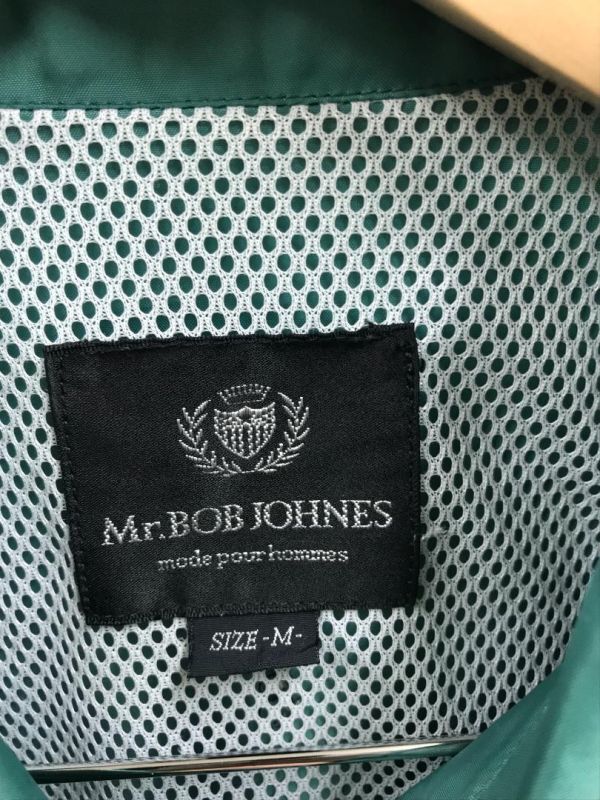 Mr.BOB JOHNES
mode pour hommes
SIZE -M-